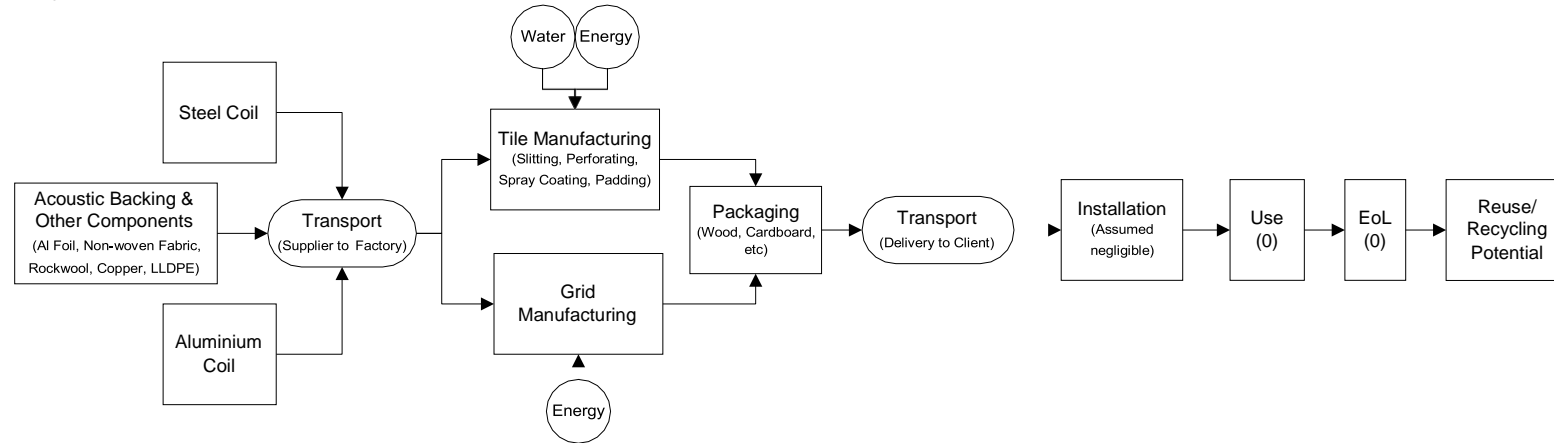 Water
Energy
Steel Coil
Tile Manufacturing
(Slitting, Perforating,
Spray Coating, Padding)
Acoustic Backing &
Other Components
(Al Foil, Non-woven Fabric,
Rockwool, Copper, LLDPE)
Transport
(Supplier to Factory)
Packaging
(Wood, Cardboard,
etc)
Transport
(Delivery to Client)
Installation
(Assumed
negligible)
Use
(0)
EoL
(0)
Reuse/
Recycling
Potential
Grid
Manufacturing
Aluminium
Coil
Energy